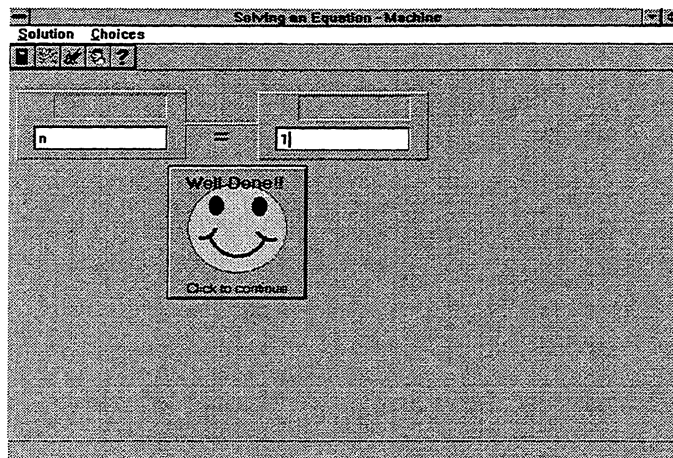 Solving an Equation - Machine
Solution Choices
?
n = 1
Well Done!!
Click to continue